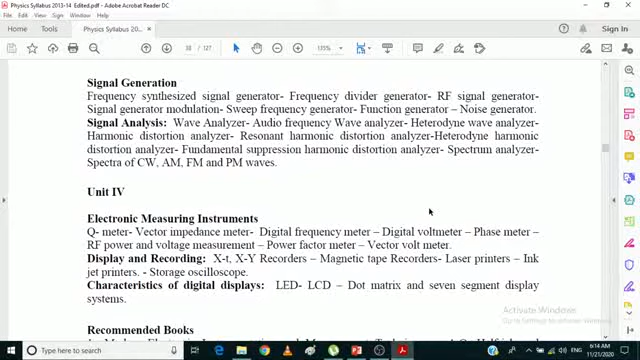 Physics Syllabus 2013-14 Edited.pdf - Adobe Acrobat Reader DC
File Edit View Sign Window Help
Home Tools Physics Syllabus 20... × Sign In
38 / 127 135%
Signal Generation
Frequency synthesized signal generator- Frequency divider generator- RF signal generator-
Signal generator modulation- Sweep frequency generator- Function generator – Noise generator.
Signal Analysis: Wave Analyzer- Audio frequency Wave analyzer- Heterodyne wave analyzer-
Harmonic distortion analyzer- Resonant harmonic distortion analyzer-Heterodyne harmonic
distortion analyzer- Fundamental suppression harmonic distortion analyzer- Spectrum analyzer-
Spectra of CW, AM, FM and PM waves.
Unit IV
Electronic Measuring Instruments
Q- meter- Vector impedance meter- Digital frequency meter – Digital voltmeter – Phase meter –
RF power and voltage measurement – Power factor meter – Vector volt meter.
Display and Recording: X-t, X-Y Recorders – Magnetic tape Recorders- Laser printers – Ink
jet printers. - Storage oscilloscope.
Characteristics of digital displays: LED- LCD – Dot matrix and seven segment display
systems.
Activate Windows
Go to Settings to activate Windows.
Recommended Books
Type here to search
6:14 AM
11/21/2020